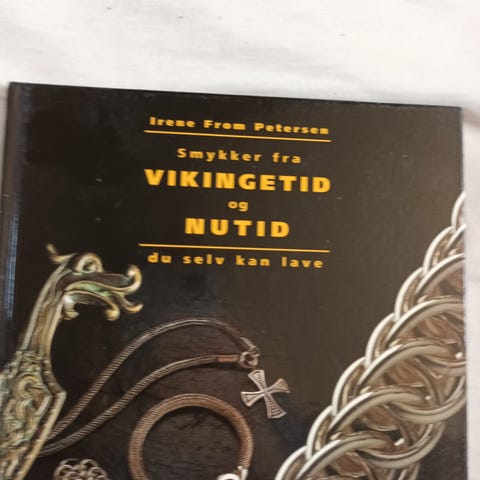 Irene From Petersen
Smykker fra
VIKINGETID
og
NUTID
du selv kan lave